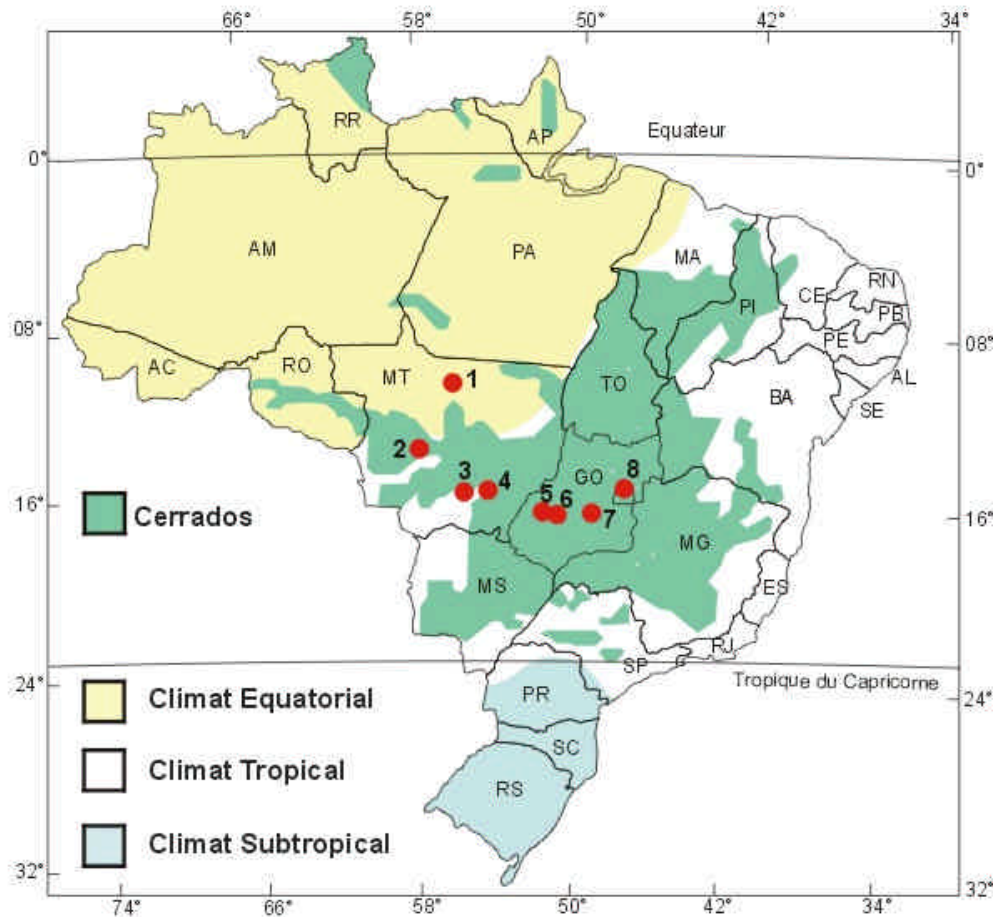 66° 58° 50° 42° 34°
RR
AP
Equateur
0° 0°
AM PA MA
CE RN
PI PB
08° PE 08°
AC RO MT 1 TO BA AL
SE
2
3 4 GO 8
5 6 7
16° 16°
Cerrados
MG
MS ES
RJ
SP
24° PR Tropique du Capricorne 24°
Climat Equatorial
SC
Climat Tropical
RS
Climat Subtropical
32° 32°
74° 66° 58° 50° 42° 34°